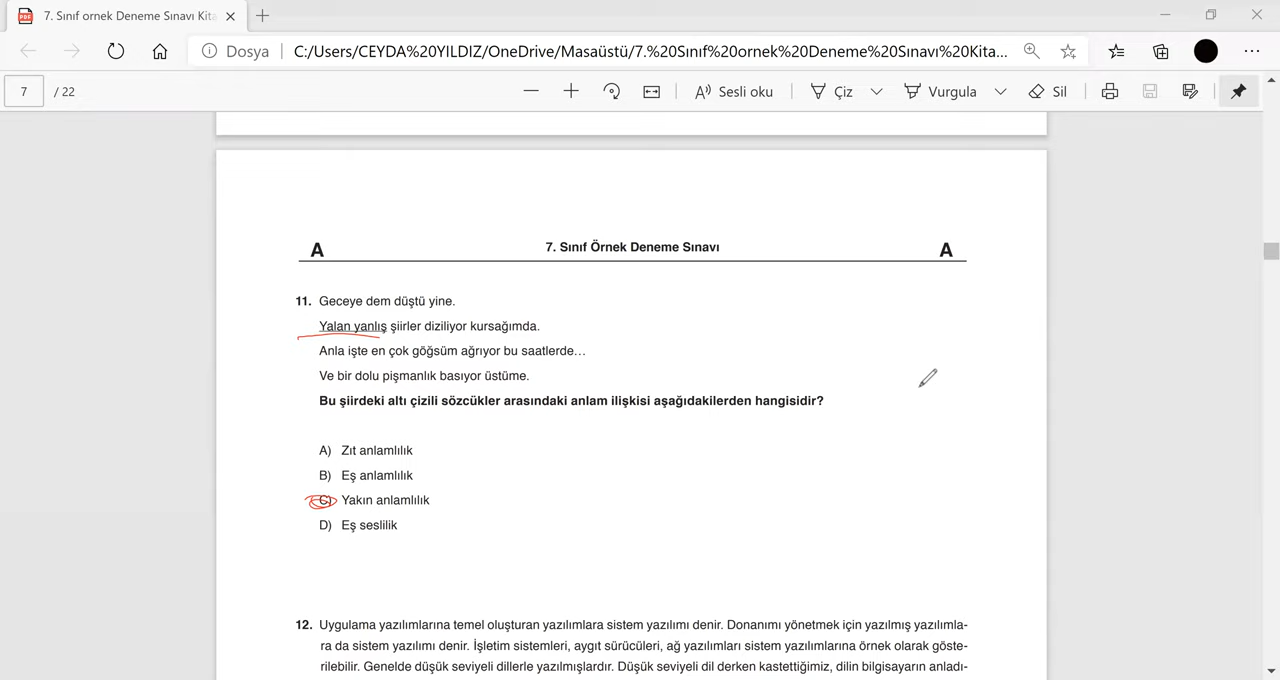 7. Sınıf ornek Deneme Sınavı Kita
Dosya
C:/Users/CEYDA%20YILDIZ/OneDrive/Masaüstü/7.%20Sınıf%20ornek%20Deneme%20Sınavı%20Kita...
7 / 22
Sesli oku
Çiz
Vurgula
Sil
A
7. Sınıf Örnek Deneme Sınavı
A
11. Geceye dem düştü yine.
Yalan yanlış şiirler diziliyor kursağımda.
Anla işte en çok göğsüm ağrıyor bu saatlerde…
Ve bir dolu pişmanlık basıyor üstüme.
Bu şiirdeki altı çizili sözcükler arasındaki anlam ilişkisi aşağıdakilerden hangisidir?
A) Zıt anlamlılık
B) Eş anlamlılık
C) Yakın anlamlılık
D) Eş seslilik
12. Uygulama yazılımlarına temel oluşturan yazılımlara sistem yazılımı denir. Donanımı yönetmek için yazılmış yazılımla-
ra da sistem yazılımı denir. İşletim sistemleri, aygıt sürücüleri, ağ yazılımları sistem yazılımlarına örnek olarak göste-
rilebilir. Genelde düşük seviyeli dillerle yazılmışlardır. Düşük seviyeli dil derken kastettiğimiz, dilin bilgisayarın anladı-